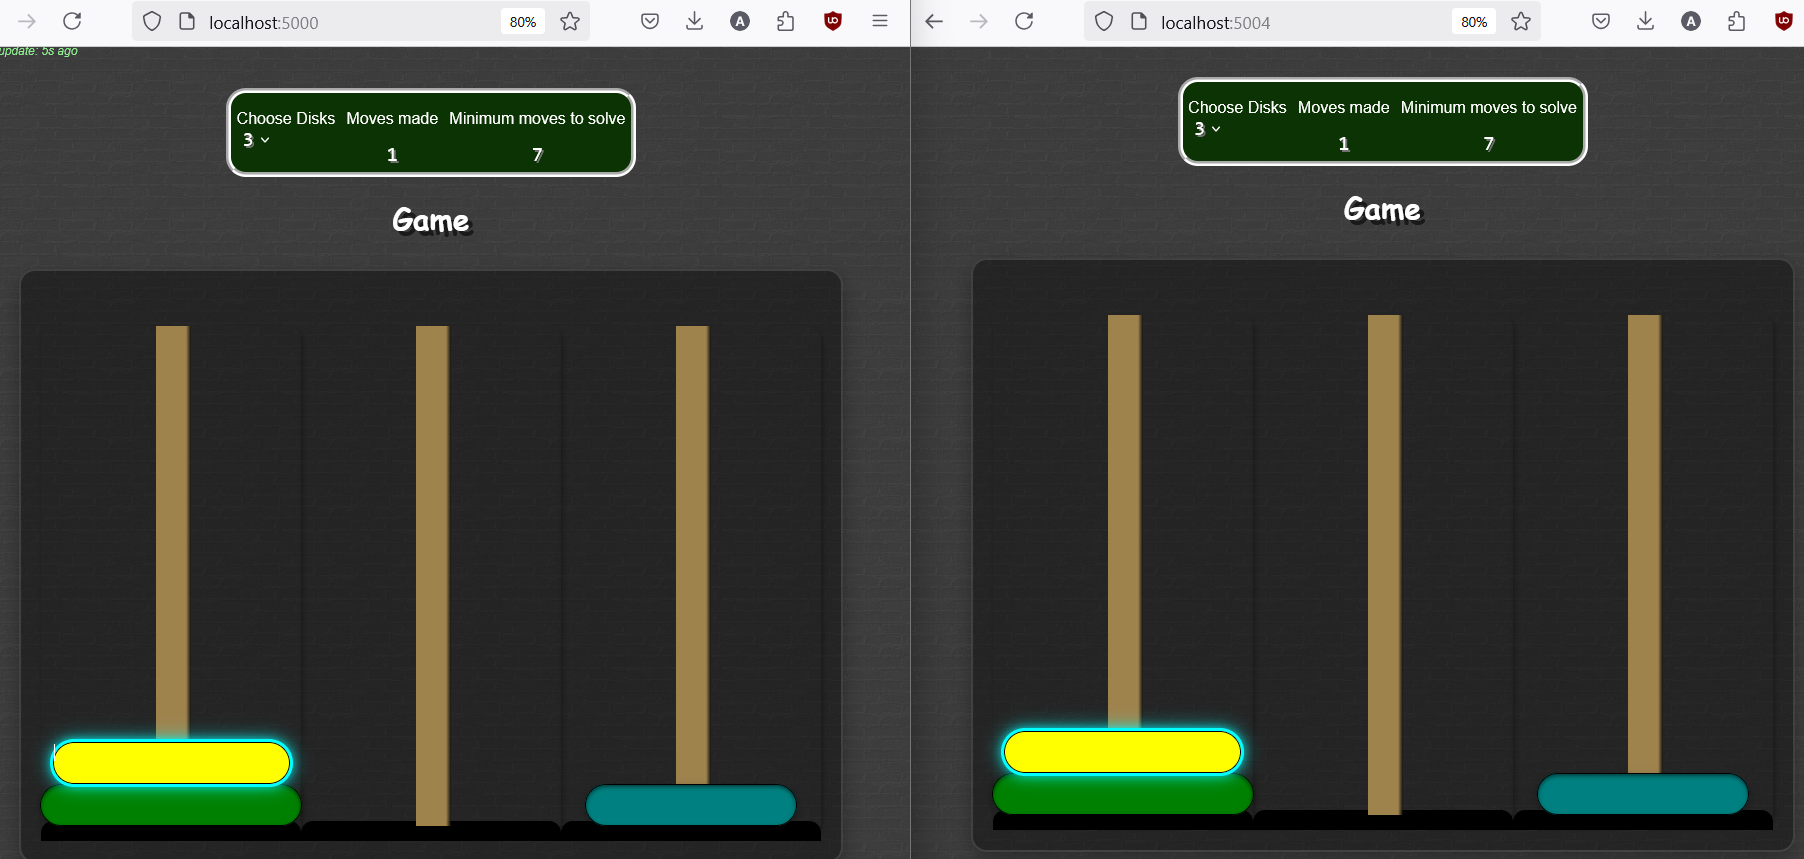 localhost:5000
80%
A
update: 5s ago
Choose Disks Moves made Minimum moves to solve
3
1
7
Game
localhost:5004
80%
A
Choose Disks Moves made Minimum moves to solve
3
1
7
Game